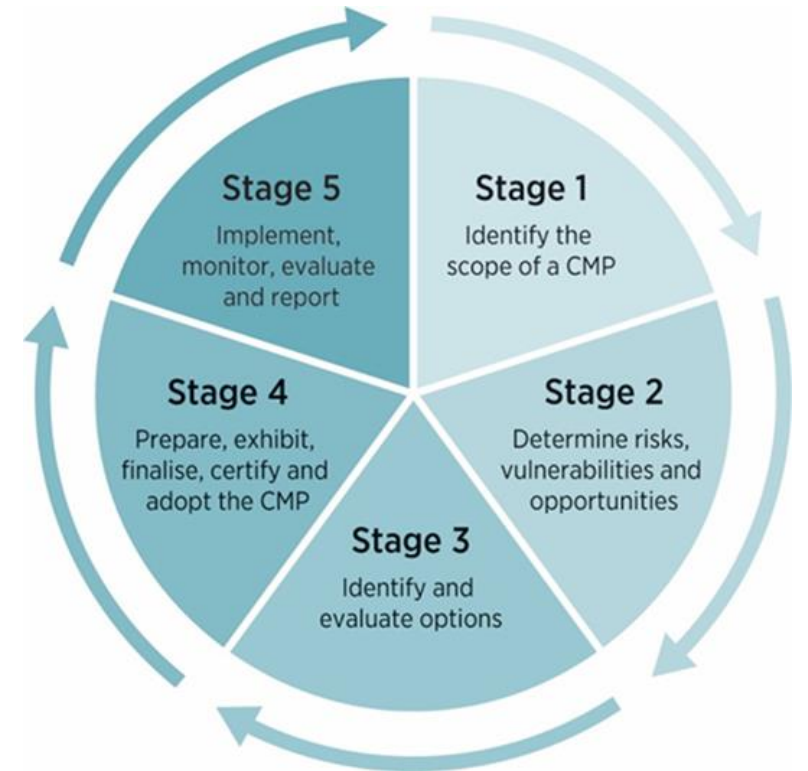 Stage 1
Identify the
scope of a CMP
Stage 2
Determine risks,
vulnerabilities and
opportunities
Stage 3
Identify and
evaluate options
Stage 4
Prepare, exhibit,
finalise, certify and
adopt the CMP
Stage 5
Implement,
monitor, evaluate
and report